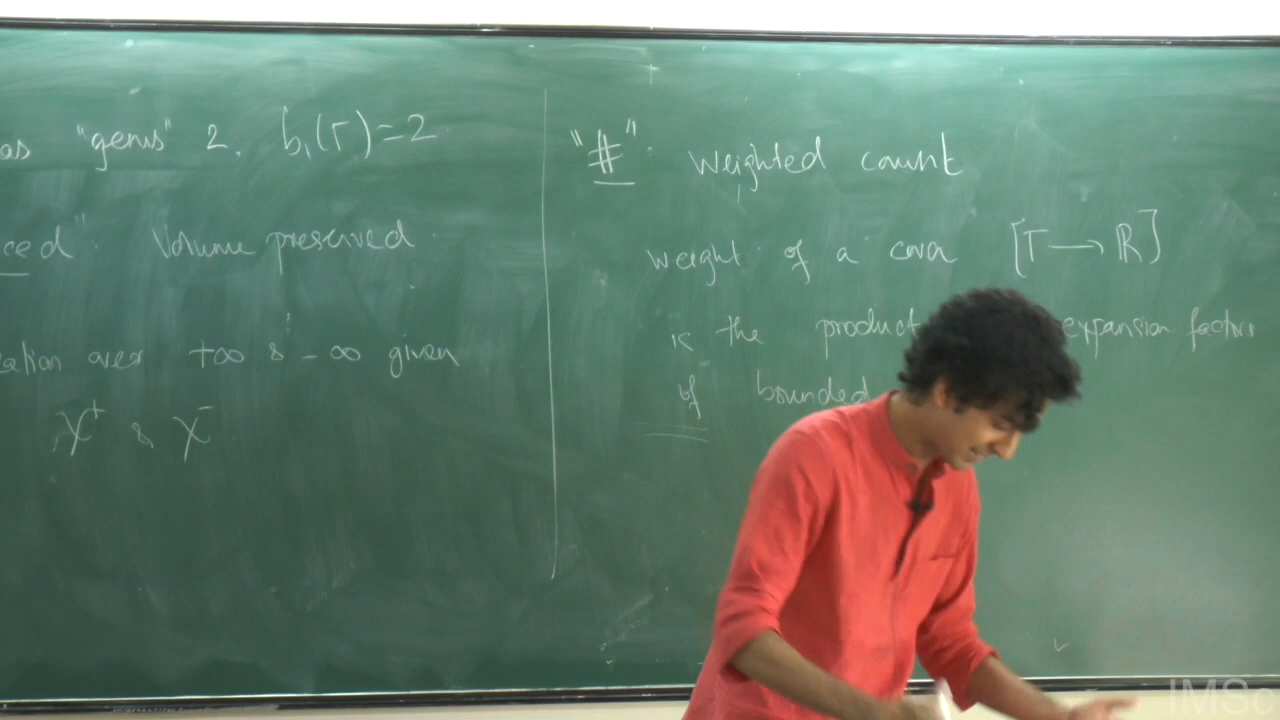 as "genus" 2. b₁(Γ)=2
ced". Volume preserved
cation over +∞ & -∞ given
χ⁺ & χ⁻
"#" Weighted count
weight of a cover [Γ → ℝ]
is the product expansion factors
of bounded
IMSc